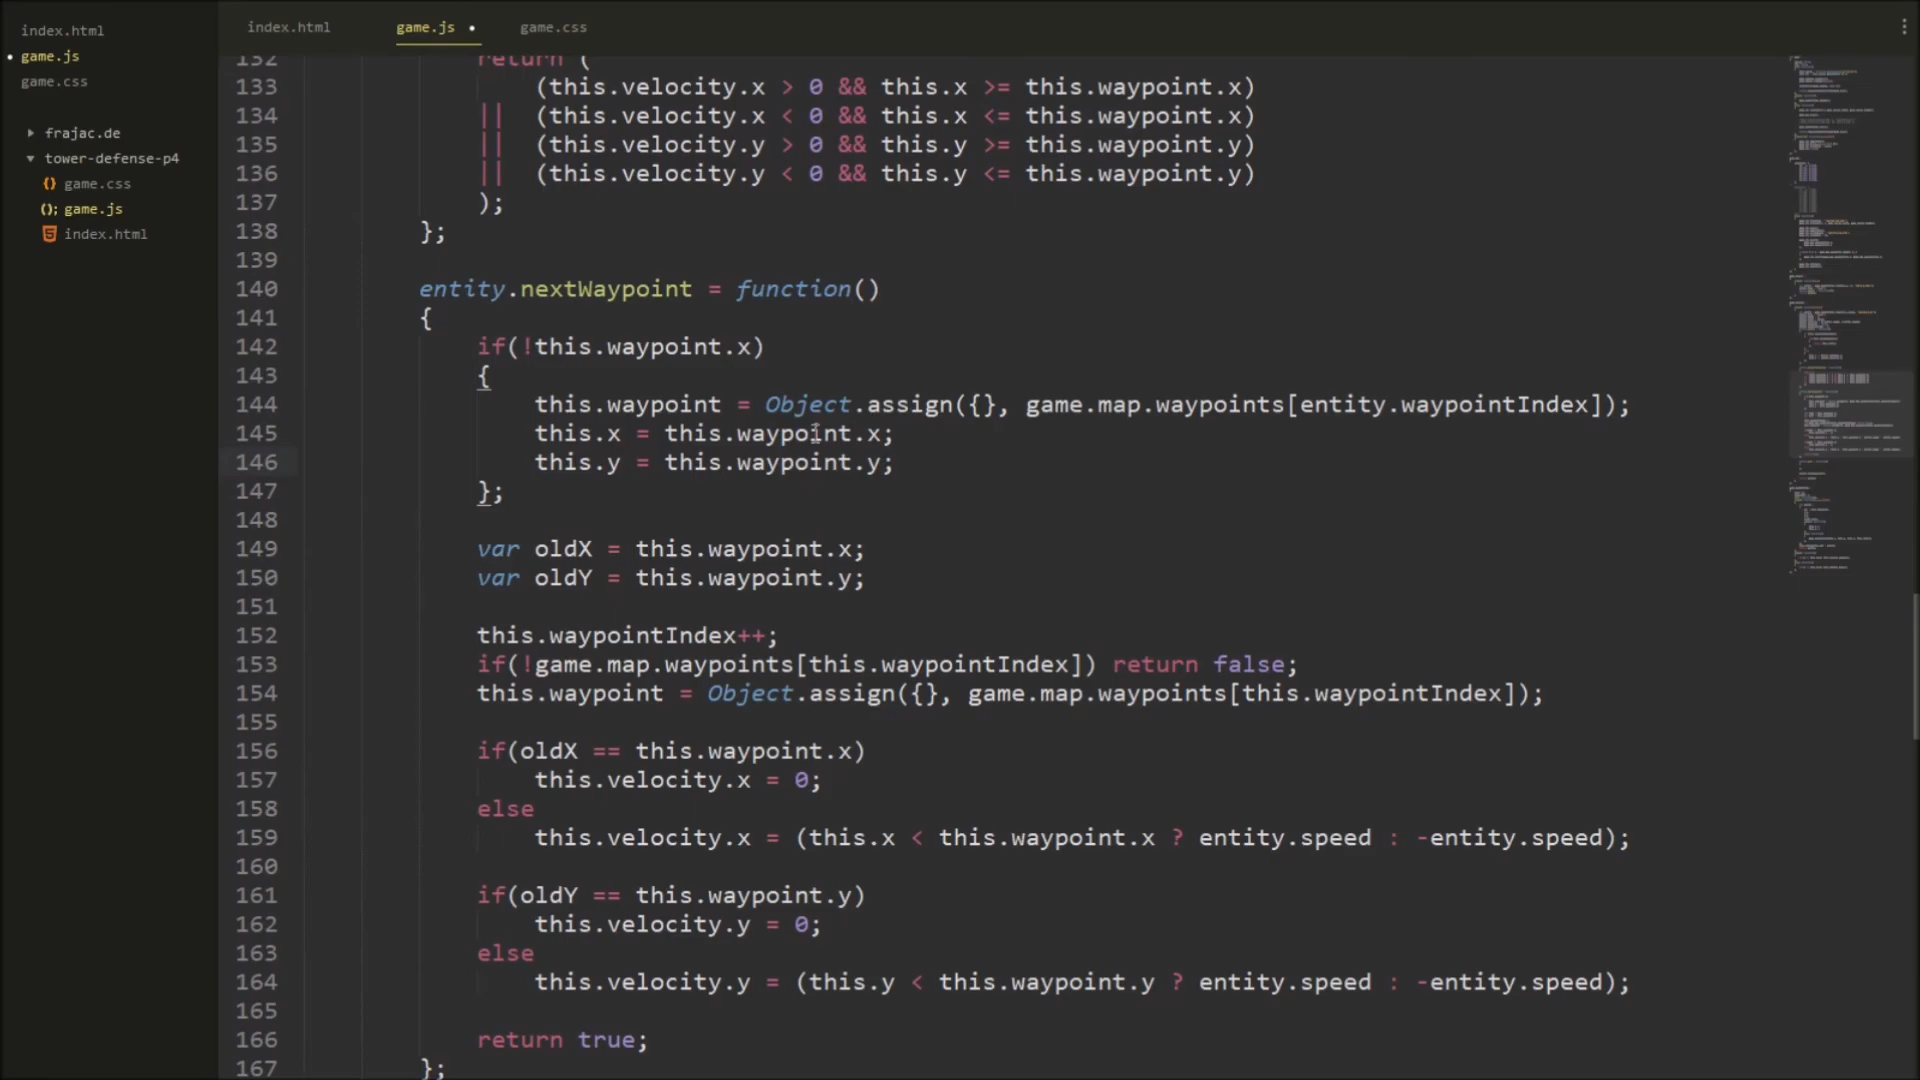 index.html
game.js
game.css
frajac.de
tower-defense-p4
game.css
game.js
index.html
index.html game.js game.css
132 return (
133 (this.velocity.x > 0 && this.x >= this.waypoint.x)
134 || (this.velocity.x < 0 && this.x <= this.waypoint.x)
135 || (this.velocity.y > 0 && this.y >= this.waypoint.y)
136 || (this.velocity.y < 0 && this.y <= this.waypoint.y)
137 );
138 };
139
140 entity.nextWaypoint = function()
141 {
142 if(!this.waypoint.x)
143 {
144 this.waypoint = Object.assign({}, game.map.waypoints[entity.waypointIndex]);
145 this.x = this.waypoint.x;
146 this.y = this.waypoint.y;
147 };
148
149 var oldX = this.waypoint.x;
150 var oldY = this.waypoint.y;
151
152 this.waypointIndex++;
153 if(!game.map.waypoints[this.waypointIndex]) return false;
154 this.waypoint = Object.assign({}, game.map.waypoints[this.waypointIndex]);
155
156 if(oldX == this.waypoint.x)
157 this.velocity.x = 0;
158 else
159 this.velocity.x = (this.x < this.waypoint.x ? entity.speed : -entity.speed);
160
161 if(oldY == this.waypoint.y)
162 this.velocity.y = 0;
163 else
164 this.velocity.y = (this.y < this.waypoint.y ? entity.speed : -entity.speed);
165
166 return true;
167 };